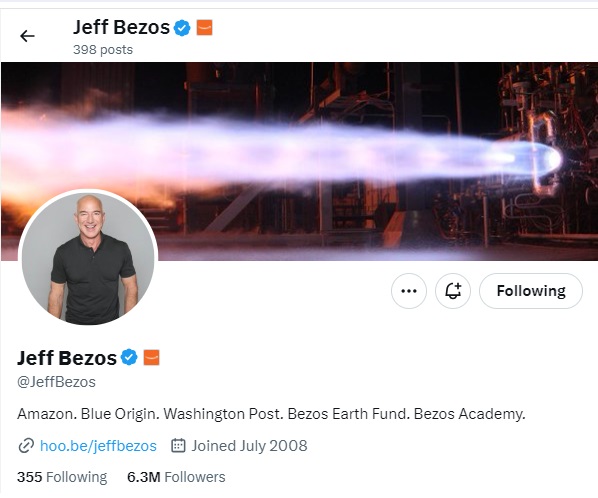 Jeff Bezos
398 posts
Following
Jeff Bezos
@JeffBezos
Amazon. Blue Origin. Washington Post. Bezos Earth Fund. Bezos Academy.
hoo.be/jeffbezos Joined July 2008
355 Following 6.3M Followers